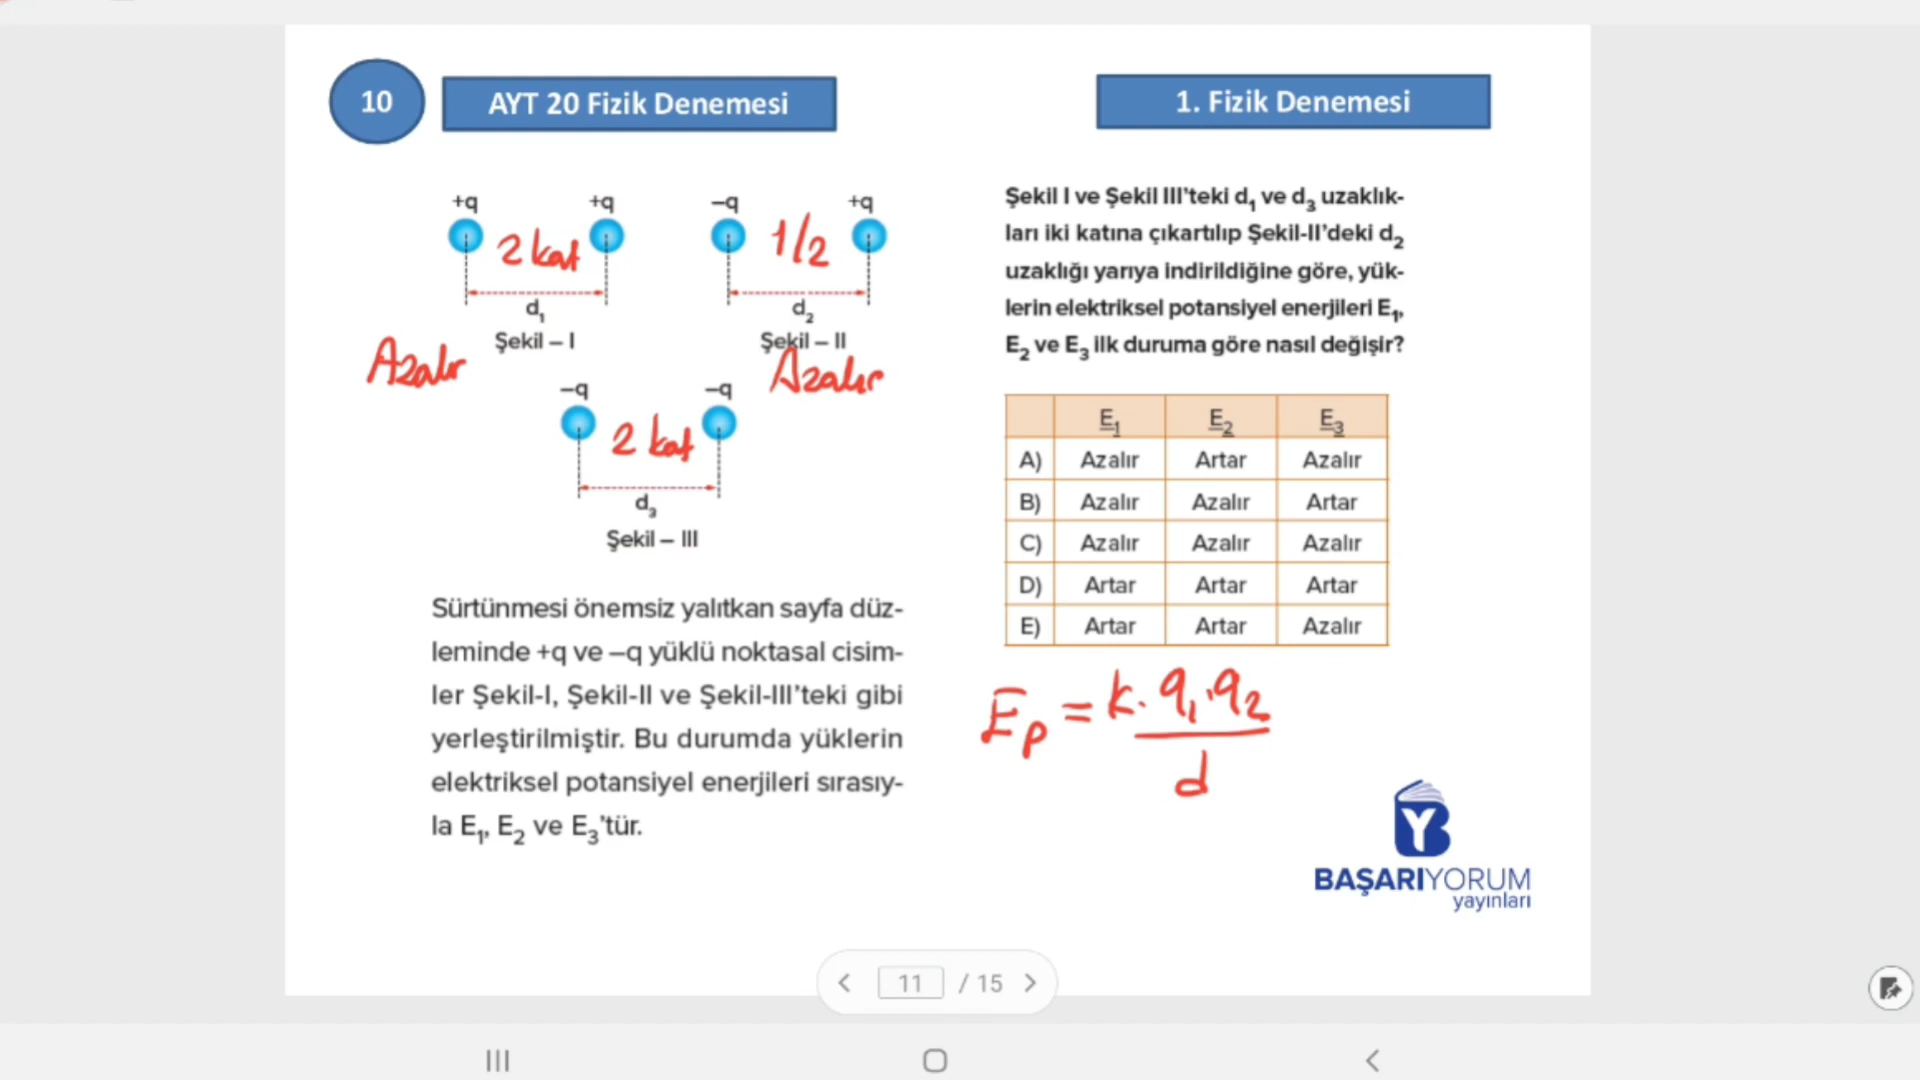 10
AYT 20 Fizik Denemesi
1. Fizik Denemesi
+q +q
2 kat
d₁
Şekil – I
Azalır
–q +q
1/2
d₂
Şekil – II
Azalır
–q –q
2 kat
d₃
Şekil – III
Sürtünmesi önemsiz yalıtkan sayfa düz-
leminde +q ve –q yüklü noktasal cisim-
ler Şekil-I, Şekil-II ve Şekil-III'teki gibi
yerleştirilmiştir. Bu durumda yüklerin
elektriksel potansiyel enerjileri sırasıy-
la E₁, E₂ ve E₃'tür.
Şekil I ve Şekil III'teki d₁ ve d₃ uzaklık-
ları iki katına çıkartılıp Şekil-II'deki d₂
uzaklığı yarıya indirildiğine göre, yük-
lerin elektriksel potansiyel enerjileri E₁,
E₂ ve E₃ ilk duruma göre nasıl değişir?
E₁ E₂ E₃
A) Azalır Artar Azalır
B) Azalır Azalır Artar
C) Azalır Azalır Azalır
D) Artar Artar Artar
E) Artar Artar Azalır
Eₚ = k.q₁.q₂
d
BAŞARIYORUM
yayınları
11 / 15